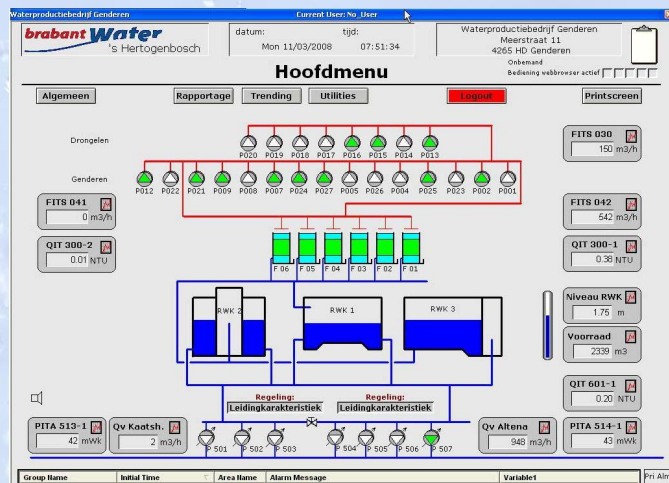 Waterproductiebedrijf Genderen
Current User: No_User
brabant Water
's Hertogenbosch
datum: tijd:
Mon 11/03/2008 07:51:34
Waterproductiebedrijf Genderen
Meerstraat 11
4265 HD Genderen
Onbemand
Bediening webbrowser actief
Hoofdmenu
Algemeen Rapportage Trending Utilities Logout Printscreen
Drongelen
P020 P019 P018 P017 P016 P015 P014 P013
Genderen
P012 P022 P021 P009 P008 P007 P024 P027 P005 P026 P004 P025 P023 P002 P001
FITS 030
150 m3/h
FITS 041
0 m3/h
FITS 042
542 m3/h
QIT 300-2
0.01 NTU
QIT 300-1
0.38 NTU
F 06 F 05 F 04 F 03 F 02 F 01
RWK 2 RWK 1 RWK 3
Niveau RWK
1.75 m
Voorraad
2339 m3
QIT 601-1
0.20 NTU
Regeling: Regeling:
Leidingkarakteristiek Leidingkarakteristiek
PITA 513-1
42 mWk
Qv Kaatsh.
2 m3/h
P 501 P 502 P 503 P 504 P 505 P 506 P 507
Qv Altena
948 m3/h
PITA 514-1
43 mWk
Group Name Initial Time Area Name Alarm Message Variable1 Pri Alm